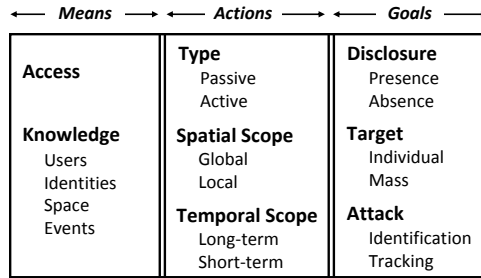 Means
Actions
Goals
Access
Knowledge
Users
Identities
Space
Events
Type
Passive
Active
Spatial Scope
Global
Local
Temporal Scope
Long-term
Short-term
Disclosure
Presence
Absence
Target
Individual
Mass
Attack
Identification
Tracking